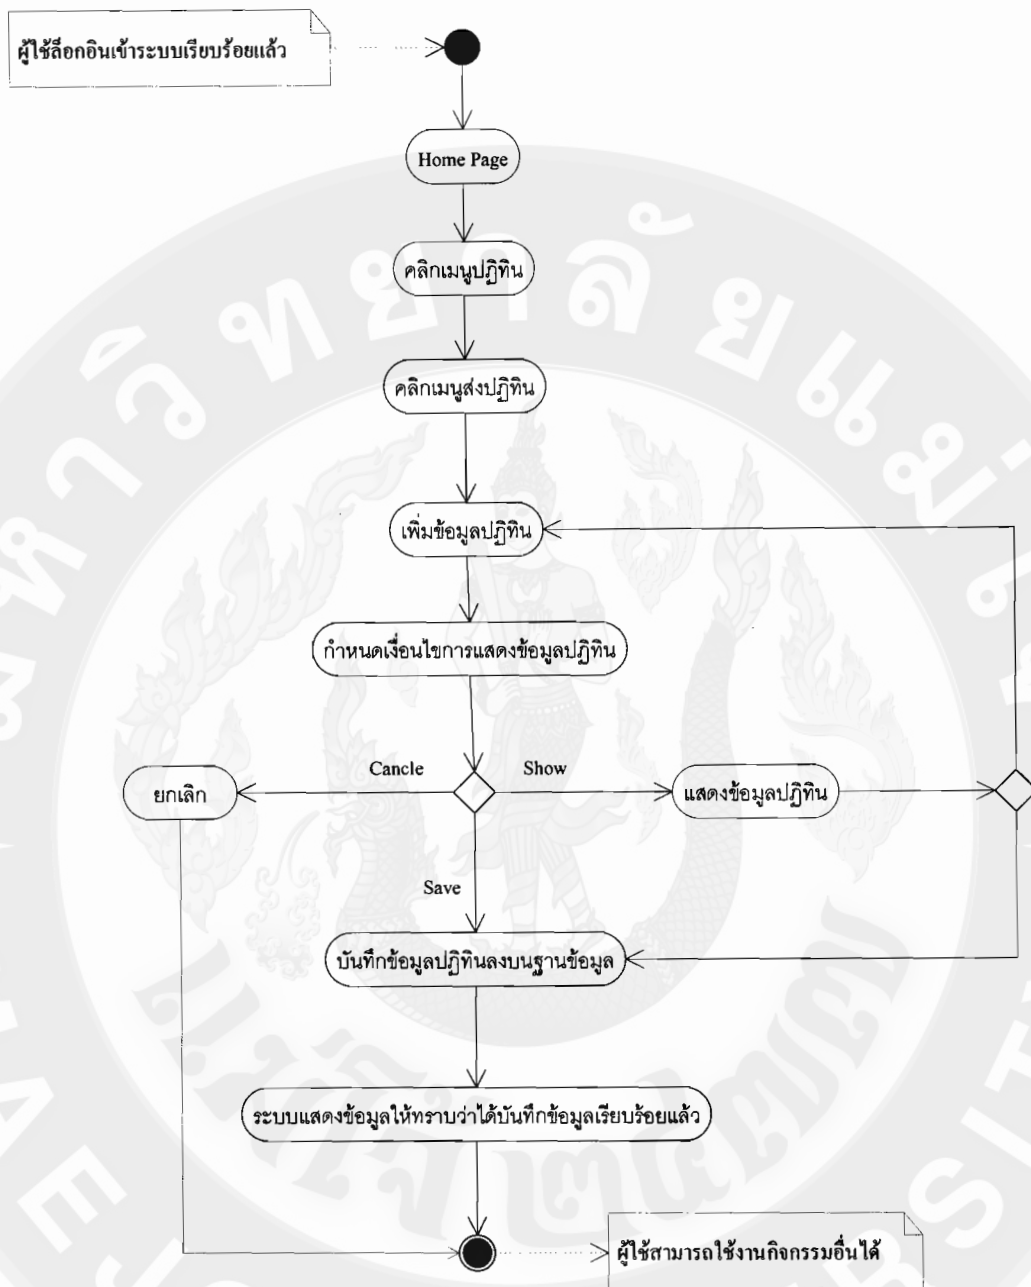 ผู้ใช้ล็อกอินเข้าระบบเรียบร้อยแล้ว
Home Page
คลิกเมนูปฏิทิน
คลิกเมนูส่งปฏิทิน
เพิ่มข้อมูลปฏิทิน
กำหนดเงื่อนไขการแสดงข้อมูลปฏิทิน
Cancle
Show
ยกเลิก
แสดงข้อมูลปฏิทิน
Save
บันทึกข้อมูลปฏิทินลงบนฐานข้อมูล
ระบบแสดงข้อมูลให้ทราบว่าได้บันทึกข้อมูลเรียบร้อยแล้ว
ผู้ใช้สามารถใช้งานกิจกรรมอื่นได้